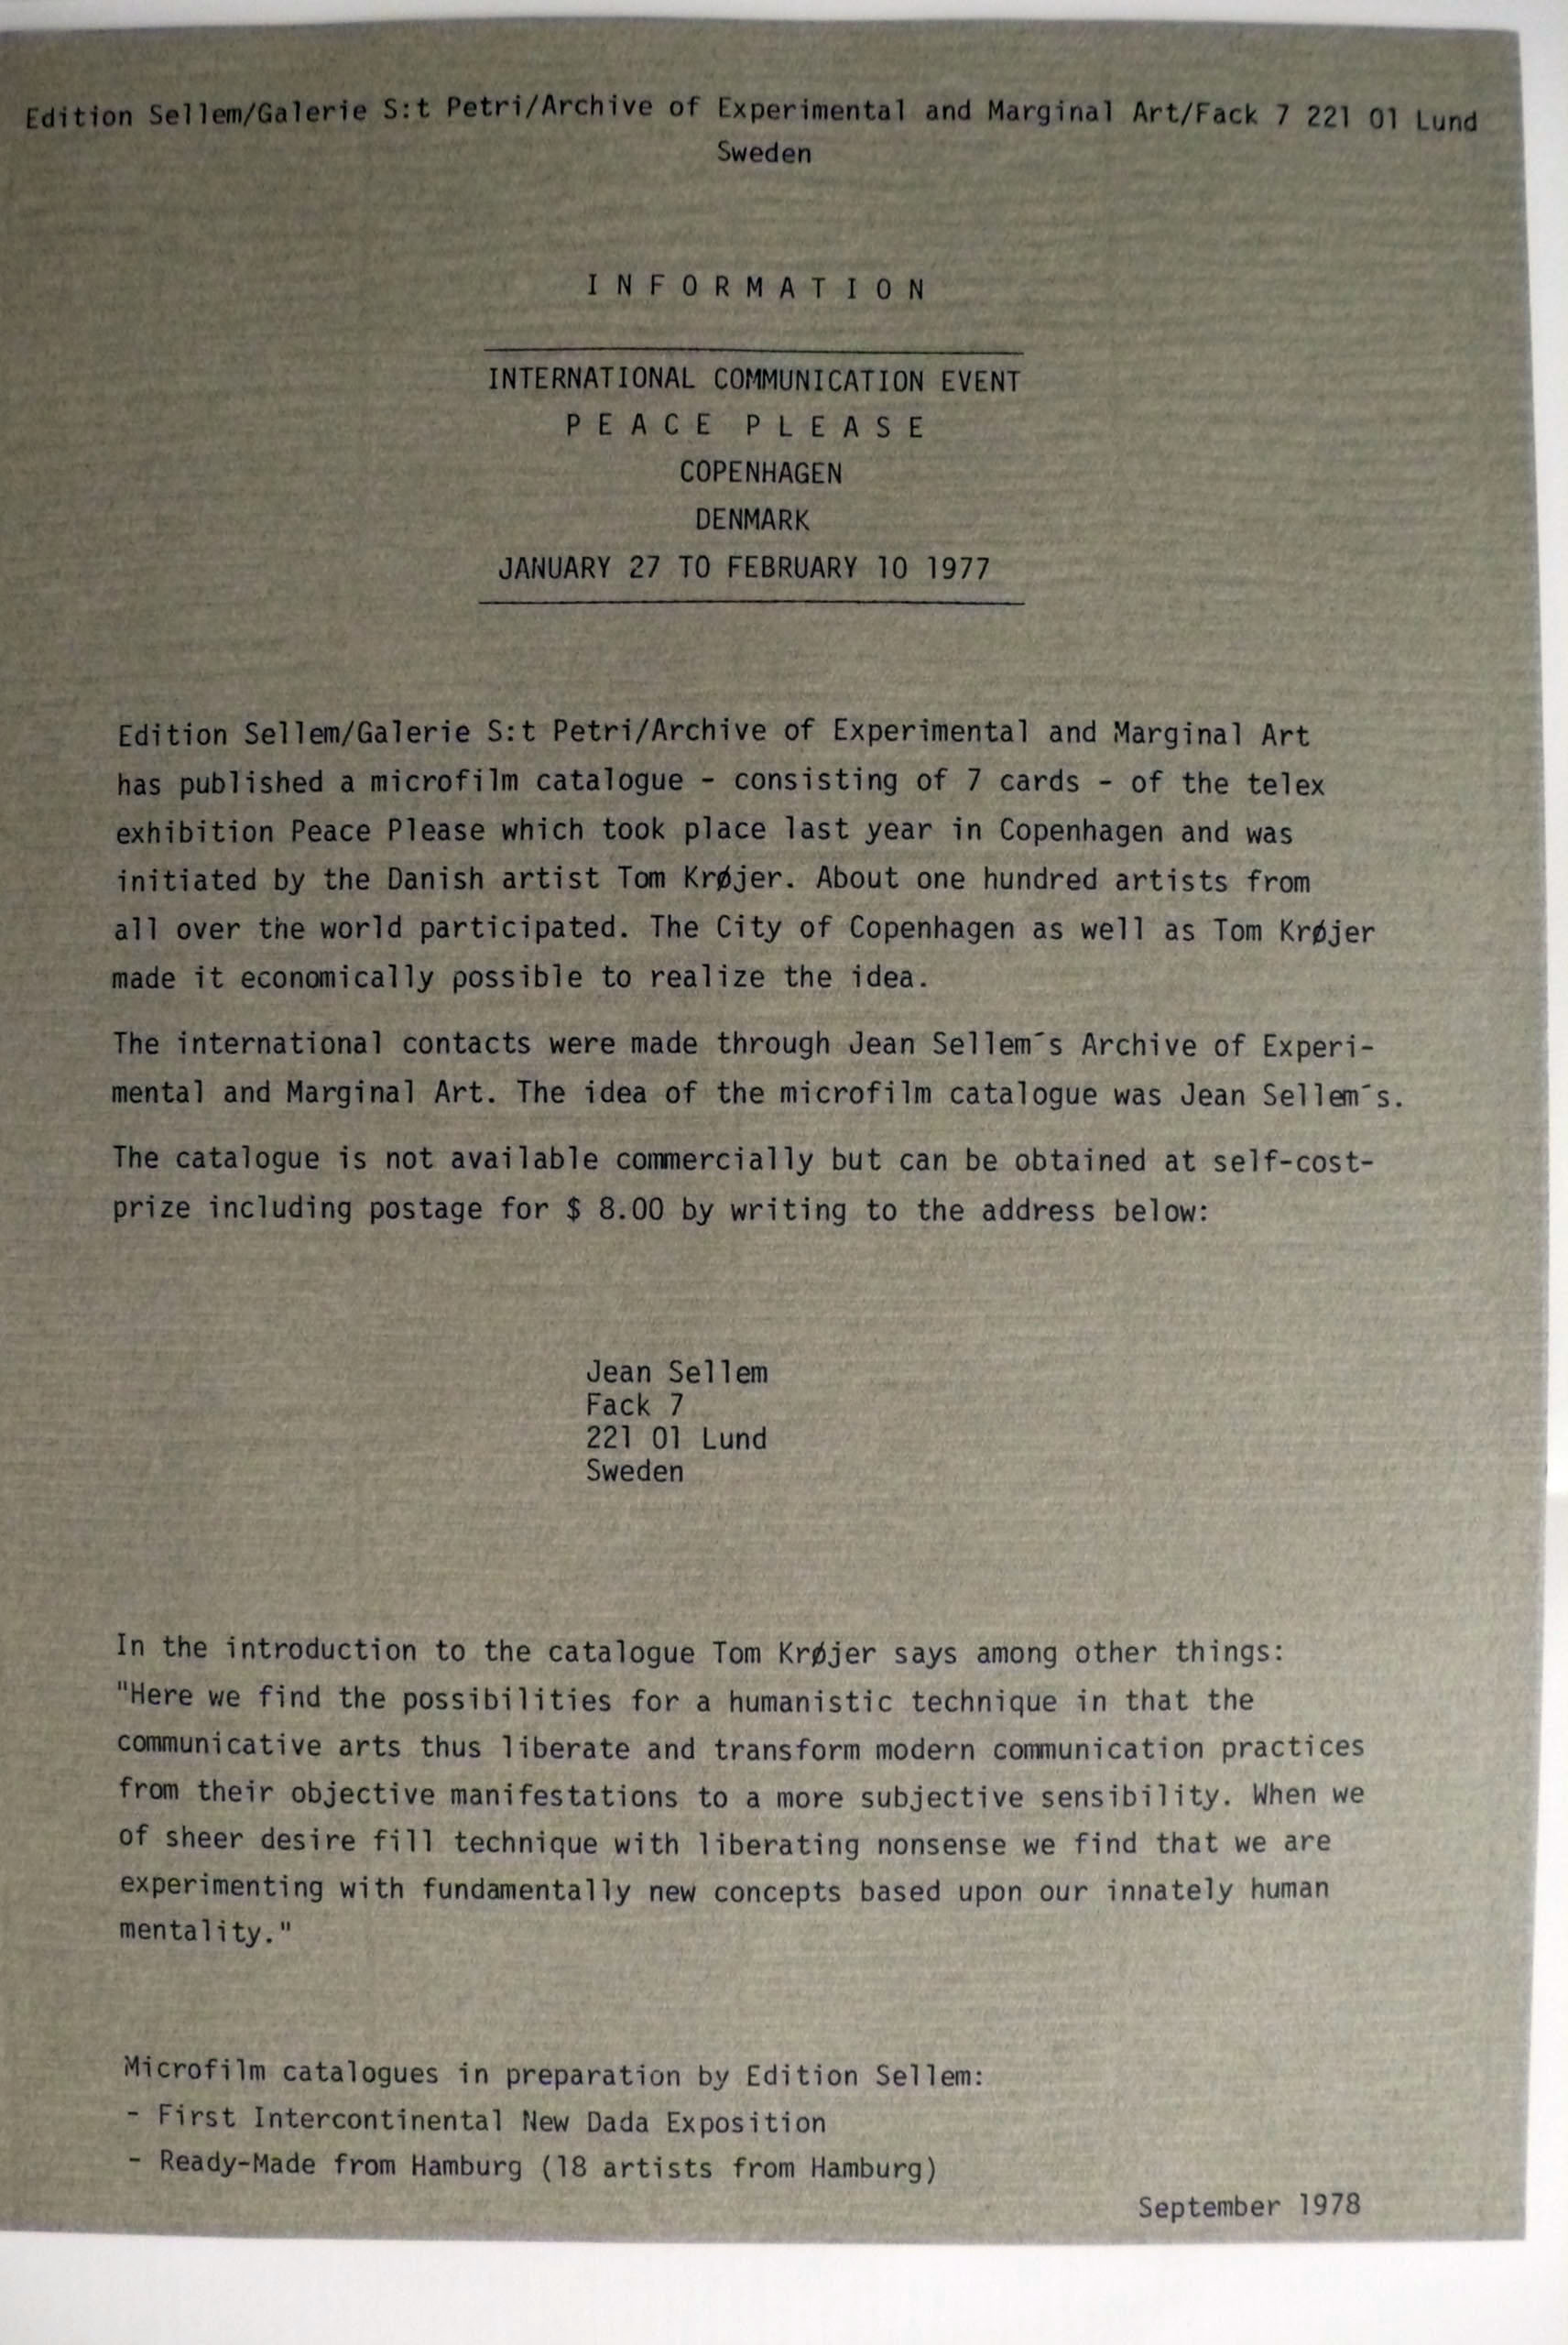 Edition Sellem/Galerie S:t Petri/Archive of Experimental and Marginal Art/Fack 7 221 01 Lund
Sweden
I N F O R M A T I O N
INTERNATIONAL COMMUNICATION EVENT
P E A C E  P L E A S E
COPENHAGEN
DENMARK
JANUARY 27 TO FEBRUARY 10 1977
Edition Sellem/Galerie S:t Petri/Archive of Experimental and Marginal Art
has published a microfilm catalogue - consisting of 7 cards - of the telex
exhibition Peace Please which took place last year in Copenhagen and was
initiated by the Danish artist Tom Krøjer. About one hundred artists from
all over the world participated. The City of Copenhagen as well as Tom Krøjer
made it economically possible to realize the idea.
The international contacts were made through Jean Sellem´s Archive of Experi-
mental and Marginal Art. The idea of the microfilm catalogue was Jean Sellem´s.
The catalogue is not available commercially but can be obtained at self-cost-
prize including postage for $ 8.00 by writing to the address below:
Jean Sellem
Fack 7
221 01 Lund
Sweden
In the introduction to the catalogue Tom Krøjer says among other things:
"Here we find the possibilities for a humanistic technique in that the
communicative arts thus liberate and transform modern communication practices
from their objective manifestations to a more subjective sensibility. When we
of sheer desire fill technique with liberating nonsense we find that we are
experimenting with fundamentally new concepts based upon our innately human
mentality."
Microfilm catalogues in preparation by Edition Sellem:
- First Intercontinental New Dada Exposition
- Ready-Made from Hamburg (18 artists from Hamburg)
September 1978